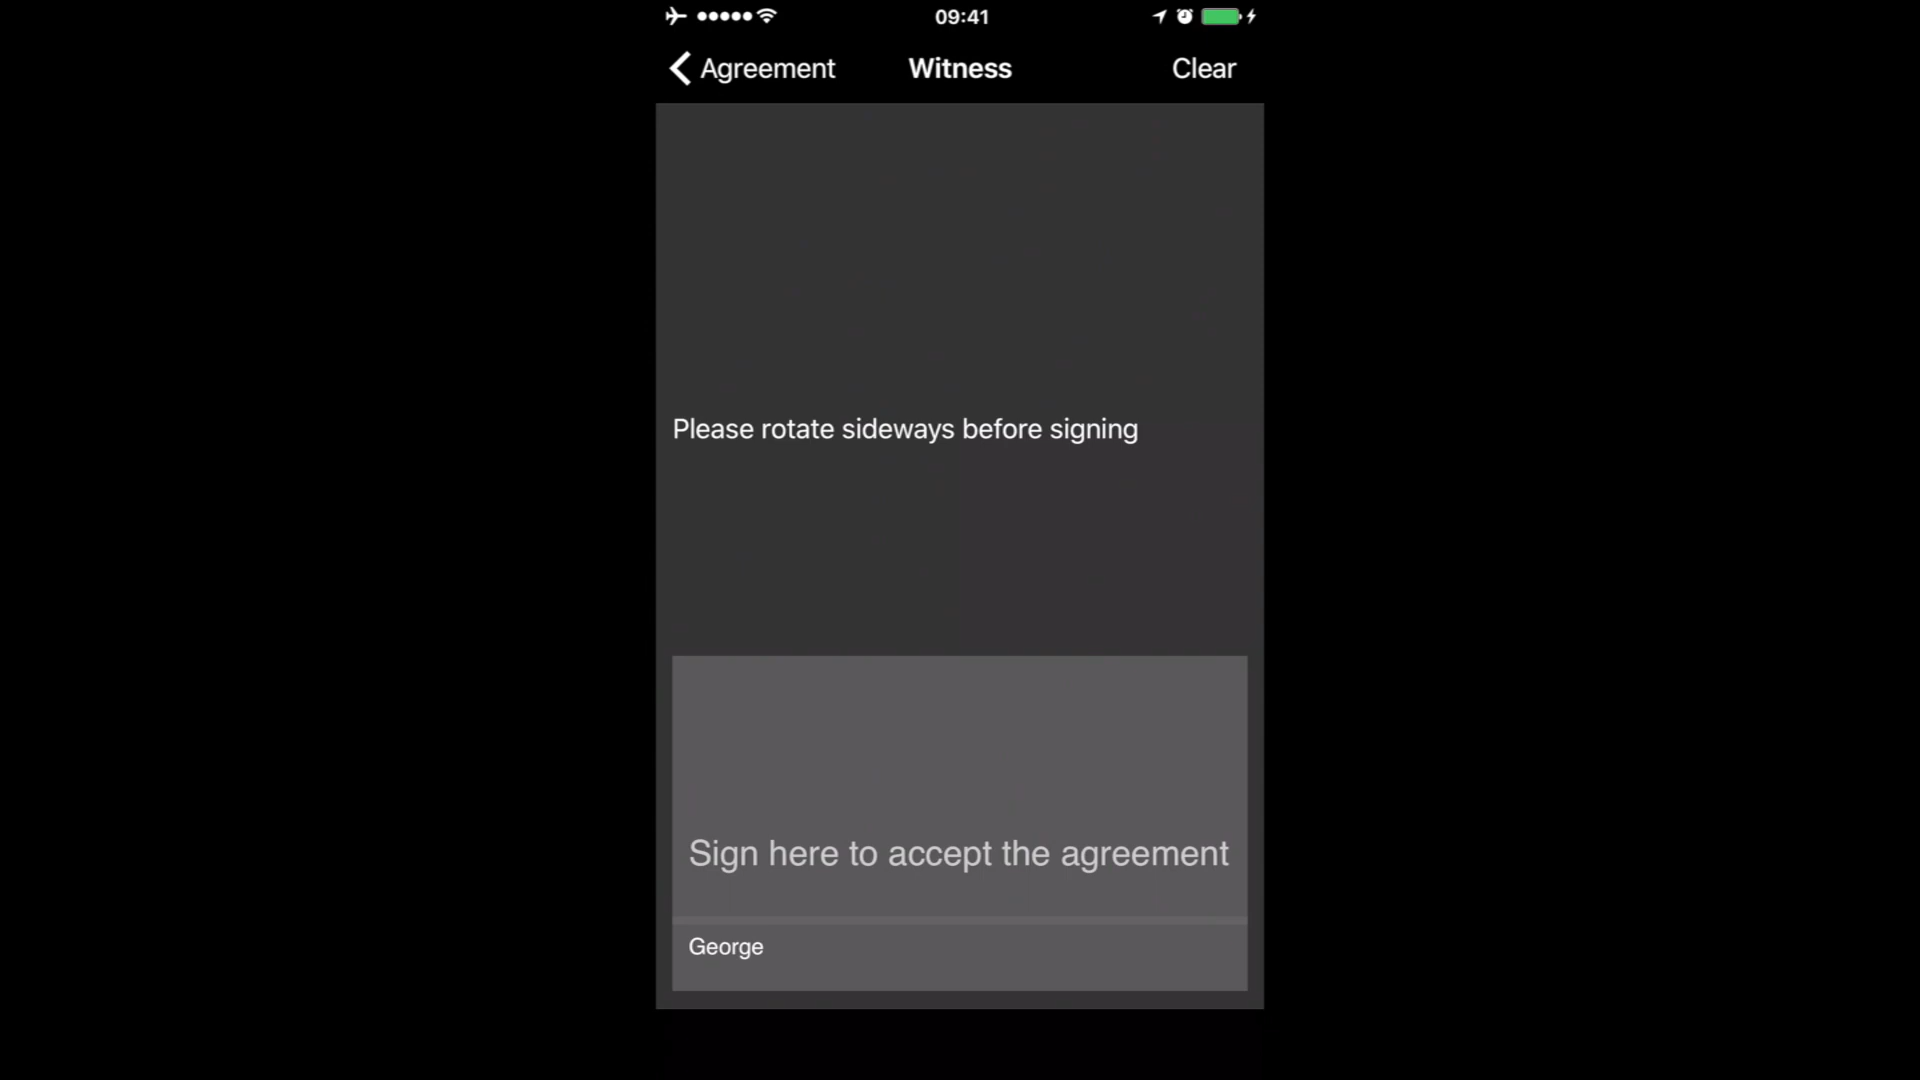 09:41
Agreement Witness Clear
Please rotate sideways before signing
Sign here to accept the agreement
George